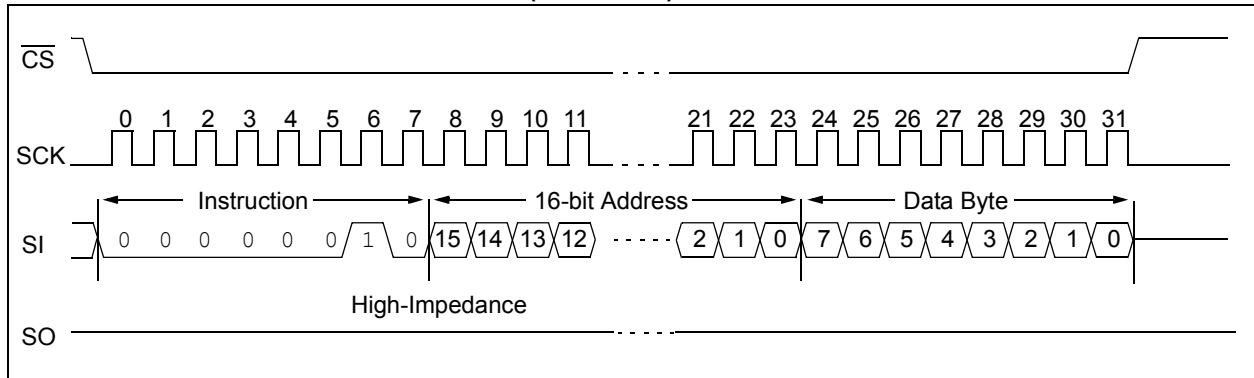 CS
0 1 2 3 4 5 6 7 8 9 10 11 21 22 23 24 25 26 27 28 29 30 31
SCK
Instruction 16-bit Address Data Byte
SI 0 0 0 0 0 0 1 0 15 14 13 12 2 1 0 7 6 5 4 3 2 1 0
High-Impedance
SO